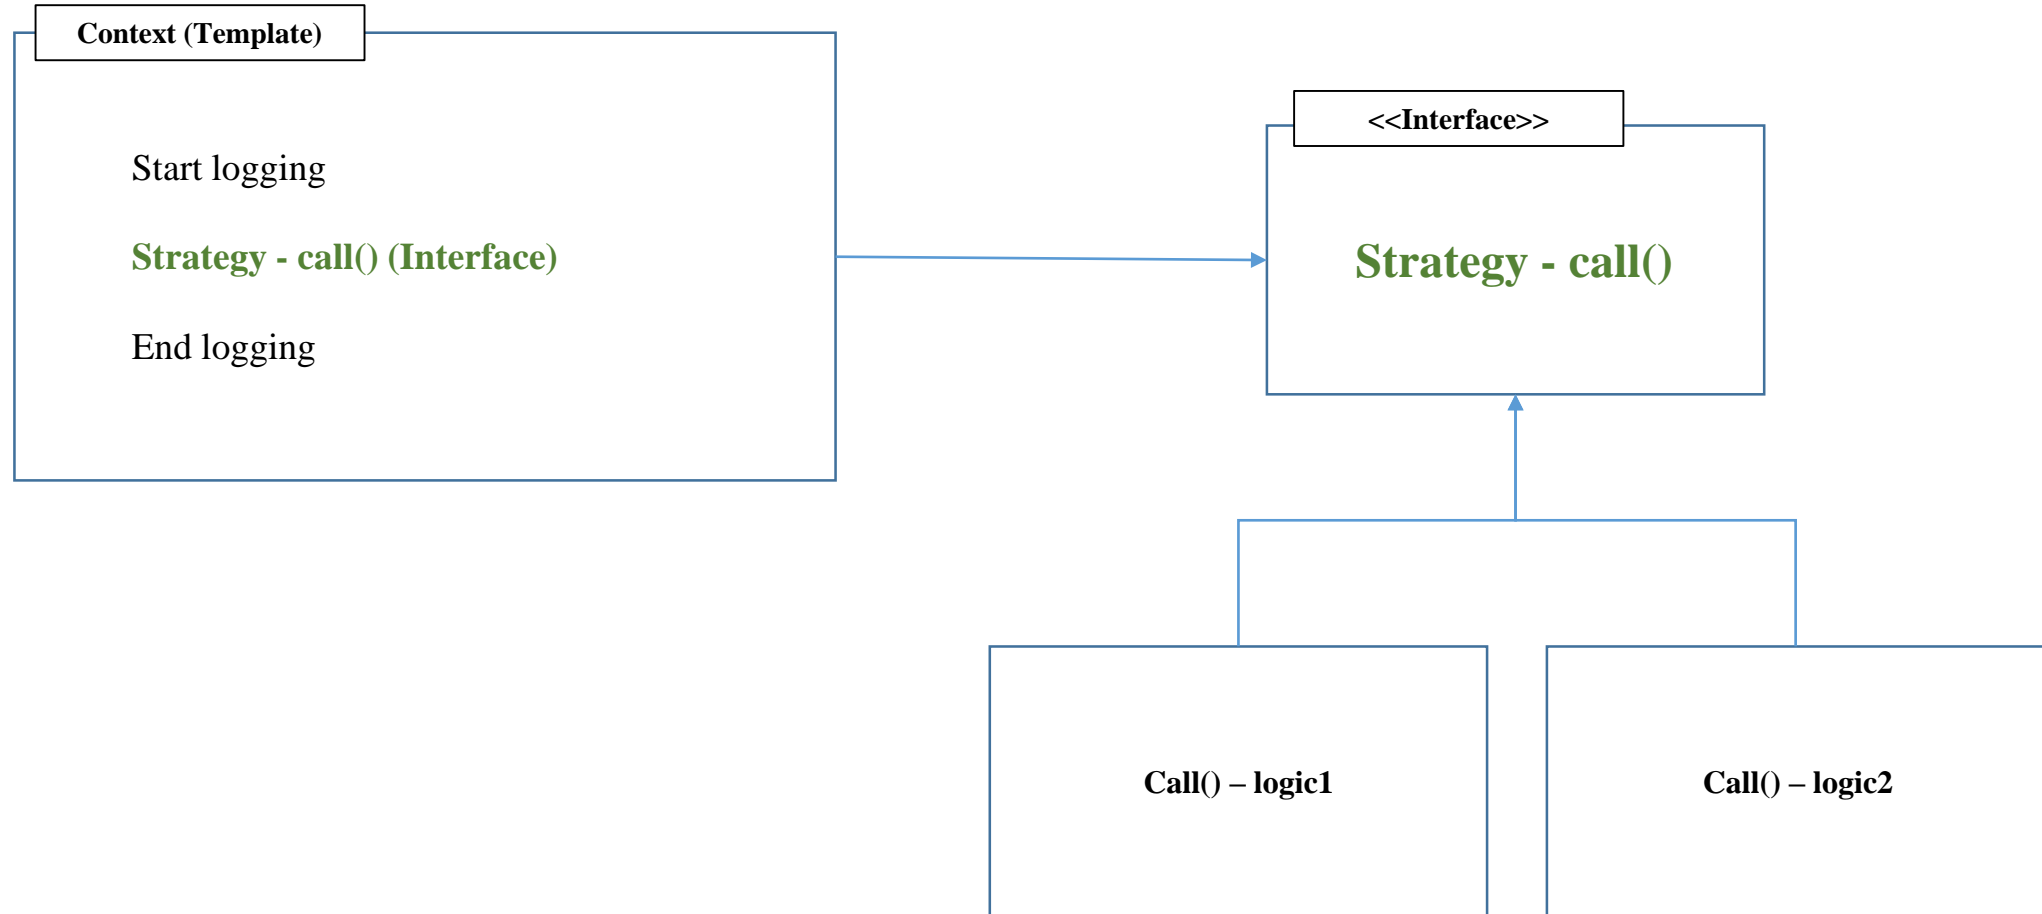 Context (Template)
Start logging
Strategy - call() (Interface)
End logging
<<Interface>>
Strategy - call()
Call() – logic1
Call() – logic2